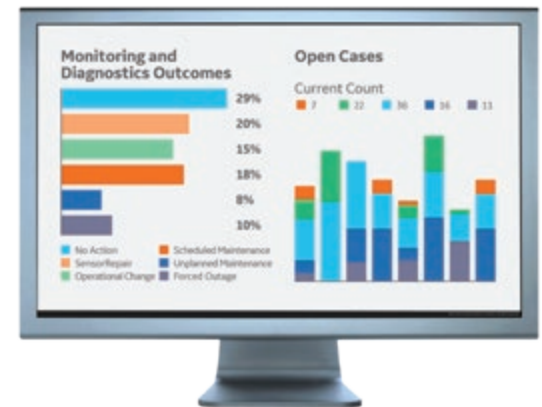 Monitoring and
Diagnostics Outcomes
29%
20%
15%
18%
8%
10%
No Action
Scheduled Maintenance
SensorRepair
Unplanned Maintenance
Operational Change
Forced Outage
Open Cases
Current Count
7 22 36 16 11